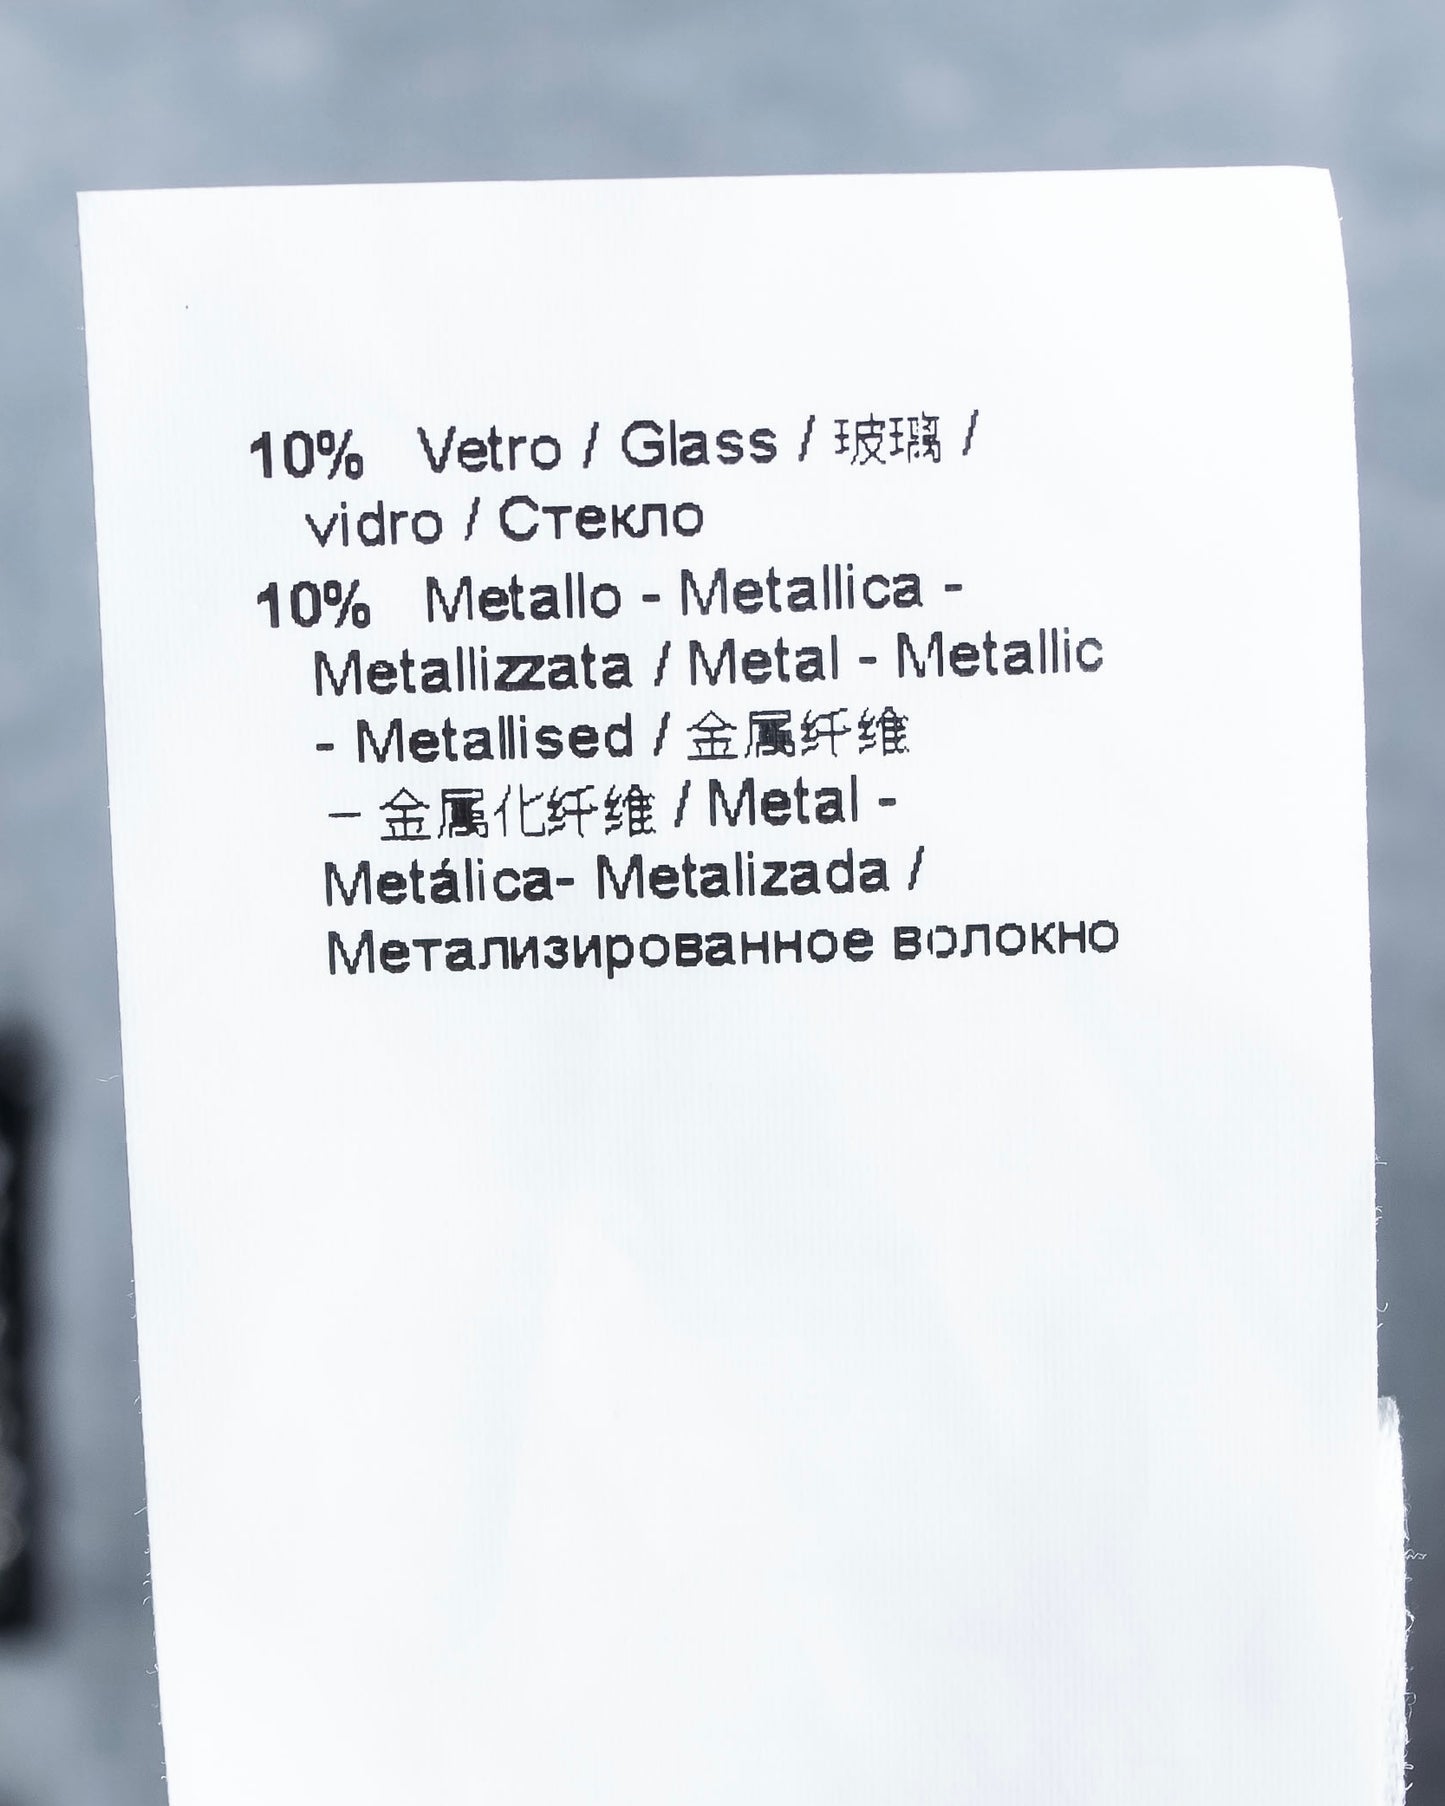 10% Vetro / Glass / 玻璃 /
vidro / Стекло
10% Metallo - Metallica -
Metallizzata / Metal - Metallic
- Metallised / 金属纤维
– 金属化纤维 / Metal -
Metálica- Metalizada /
Метализированное волокно